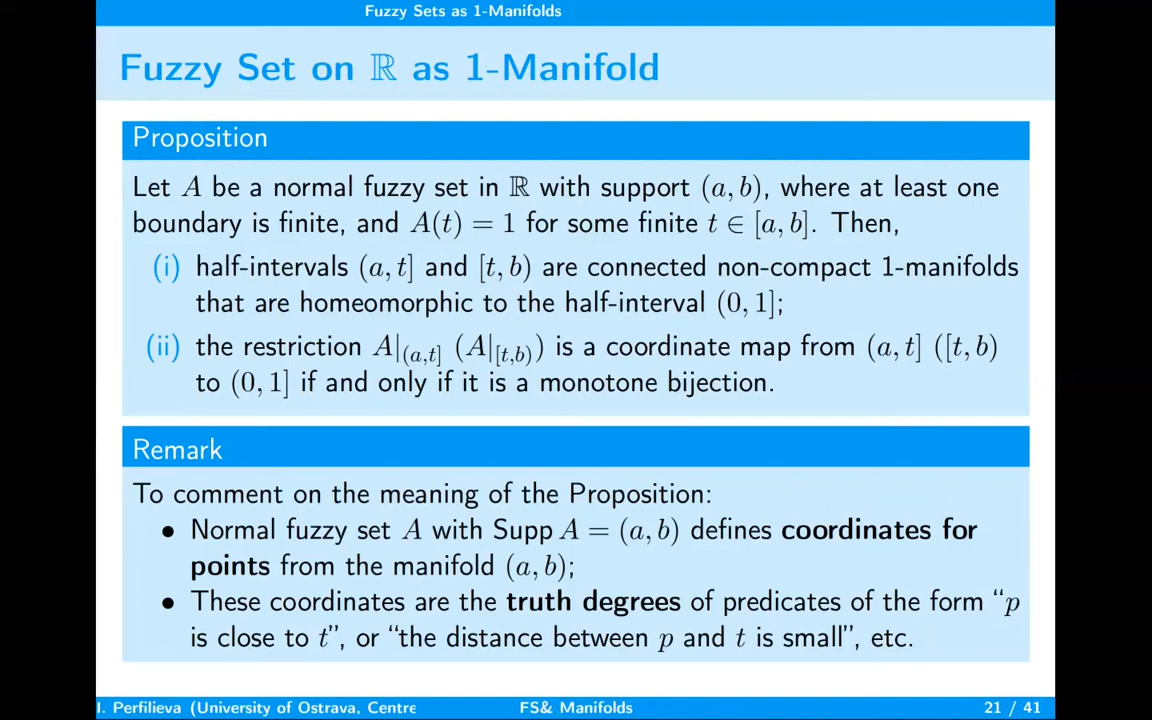 Fuzzy Sets as 1-Manifolds
Fuzzy Set on ℝ as 1-Manifold
Proposition
Let A be a normal fuzzy set in ℝ with support (a, b), where at least one
boundary is finite, and A(t) = 1 for some finite t ∈ [a, b]. Then,
(i) half-intervals (a, t] and [t, b) are connected non-compact 1-manifolds
that are homeomorphic to the half-interval (0, 1];
(ii) the restriction A|(a,t] (A|[t,b)) is a coordinate map from (a, t] ([t, b)
to (0, 1] if and only if it is a monotone bijection.
Remark
To comment on the meaning of the Proposition:
• Normal fuzzy set A with Supp A = (a, b) defines coordinates for
points from the manifold (a, b);
• These coordinates are the truth degrees of predicates of the form “p
is close to t”, or “the distance between p and t is small”, etc.
I. Perfilieva (University of Ostrava, Centre FS& Manifolds 21 / 41